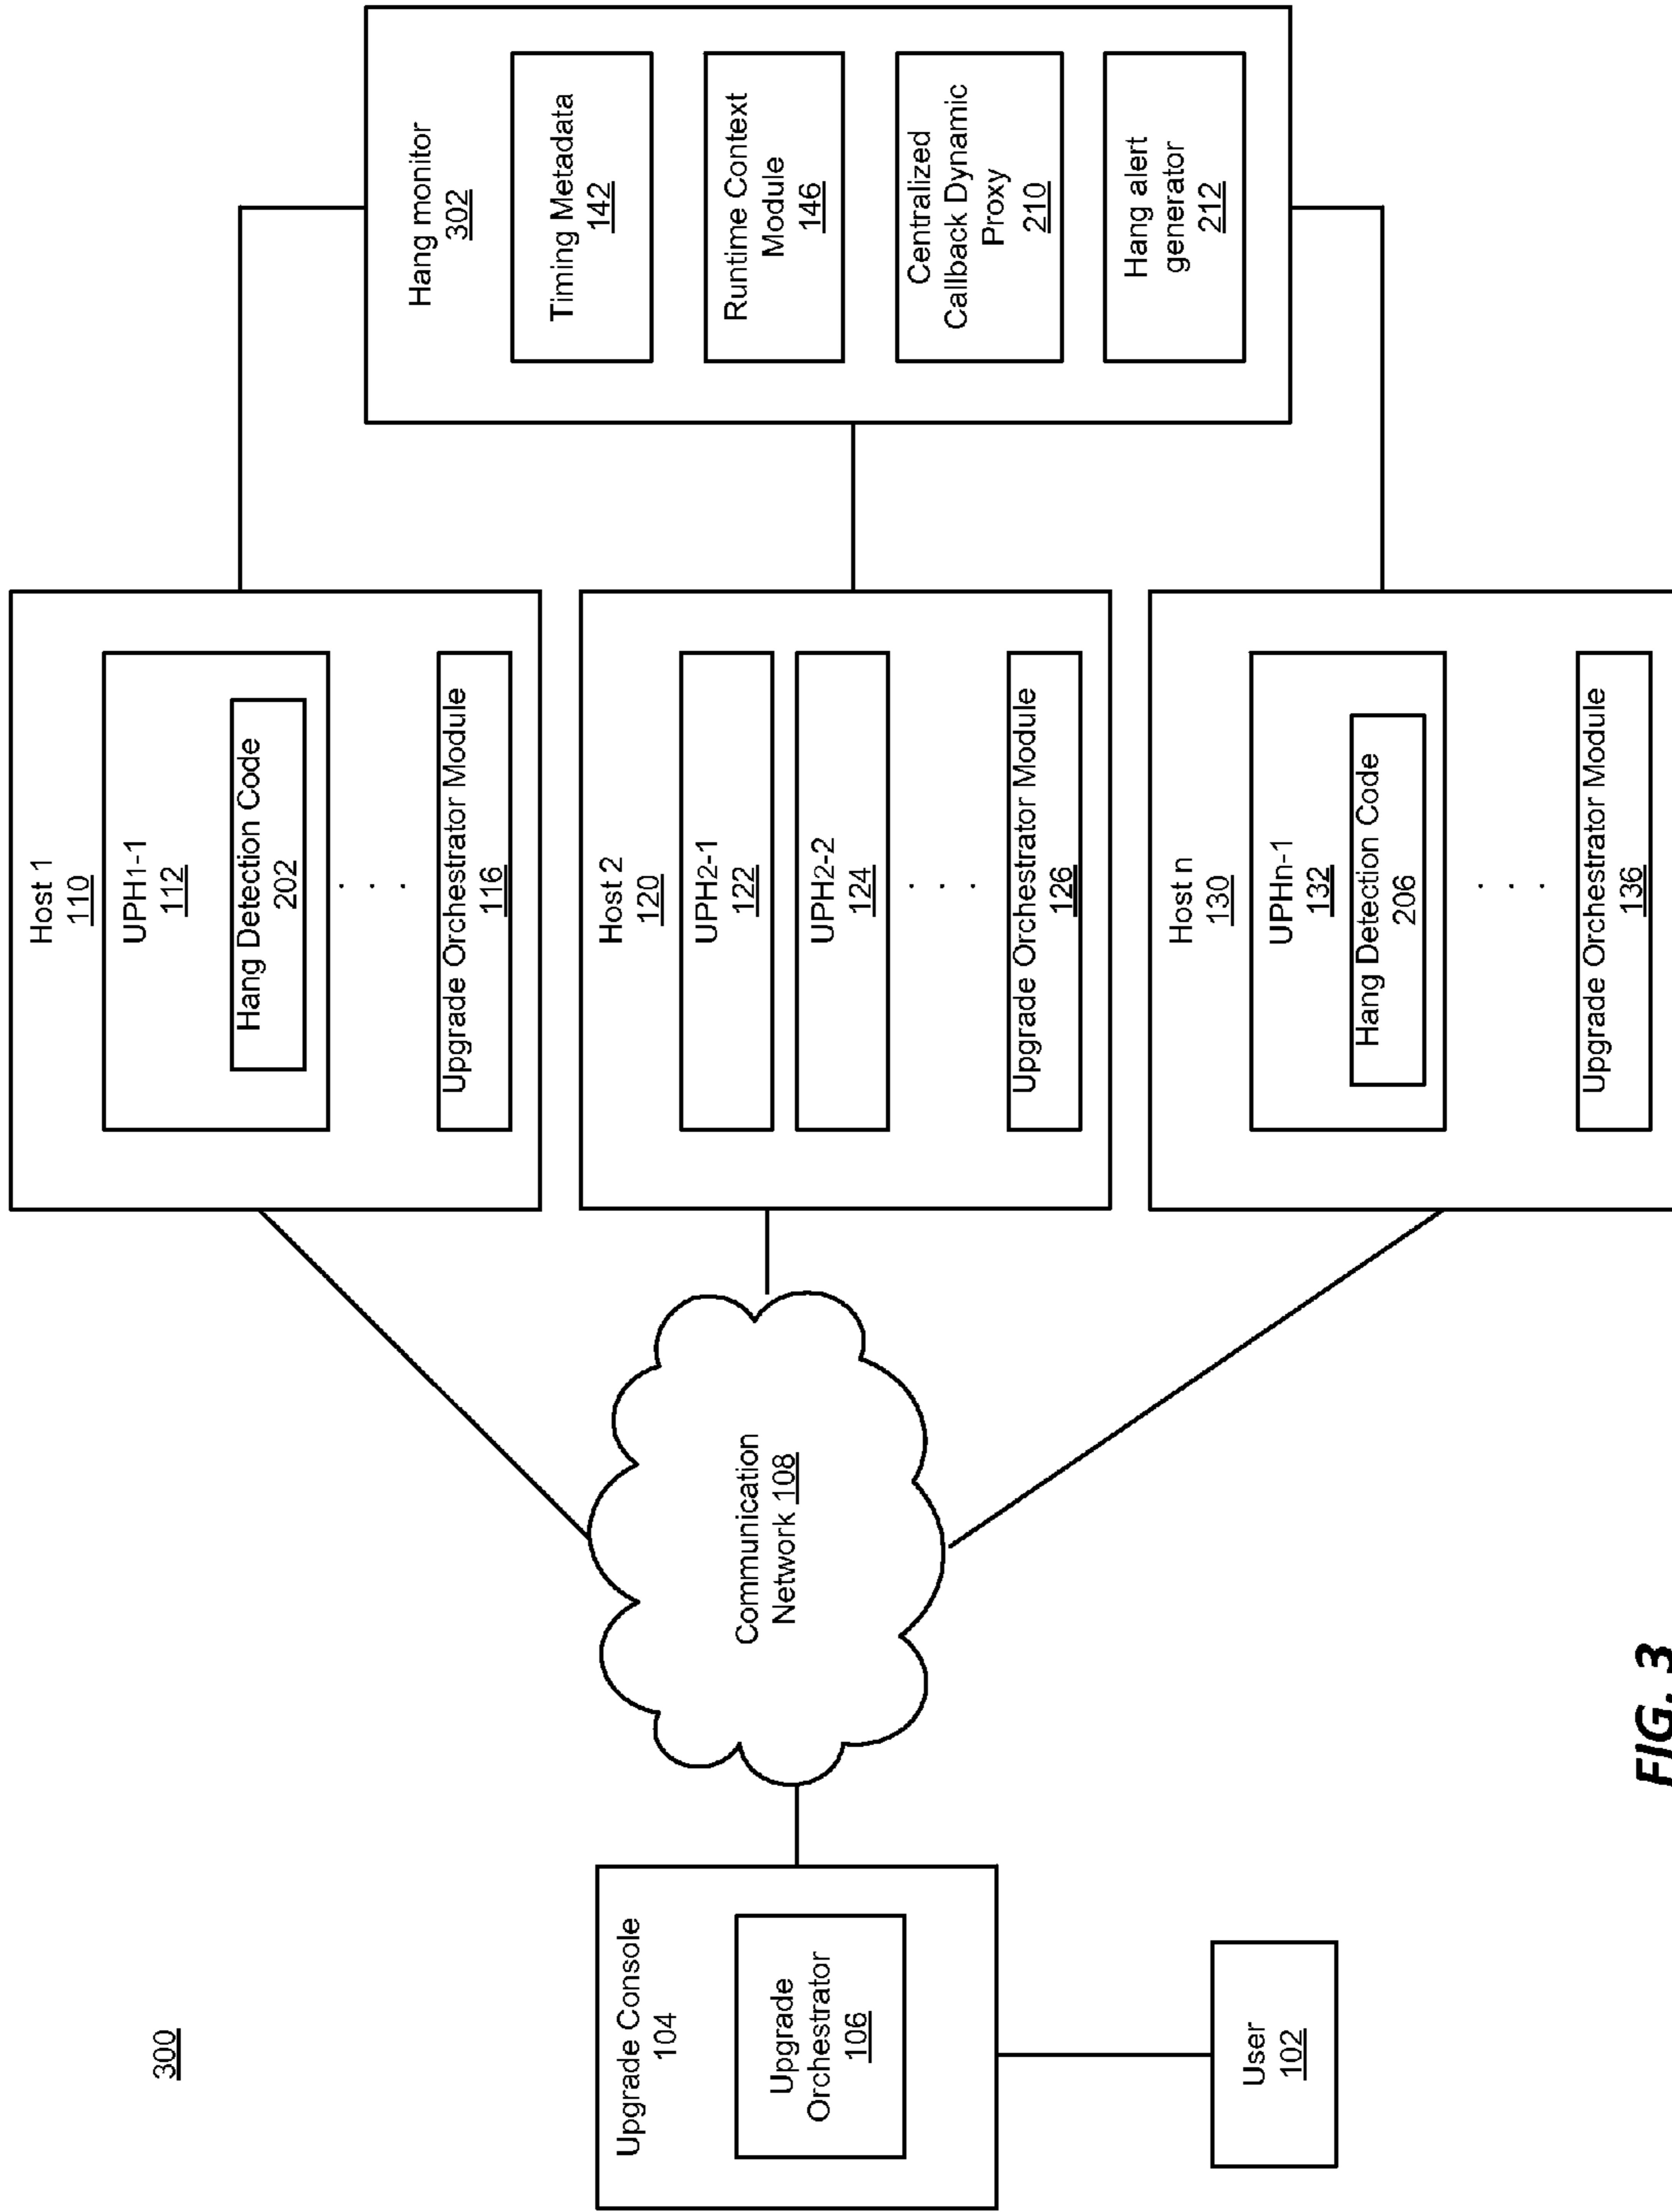 300
Upgrade Console
104
Upgrade
Orchestrator
106
User
102
Communication
Network 108
Host 1
110
UPH1-1
112
Hang Detection Code
202
. . .
Upgrade Orchestrator Module
116
Host 2
120
UPH2-1
122
UPH2-2
124
. . .
Upgrade Orchestrator Module
126
Host n
130
UPHn-1
132
Hang Detection Code
206
. . .
Upgrade Orchestrator Module
136
Hang monitor
302
Timing Metadata
142
Runtime Context
Module
146
Centralized
Callback Dynamic
Proxy
210
Hang alert
generator
212
FIG. 3